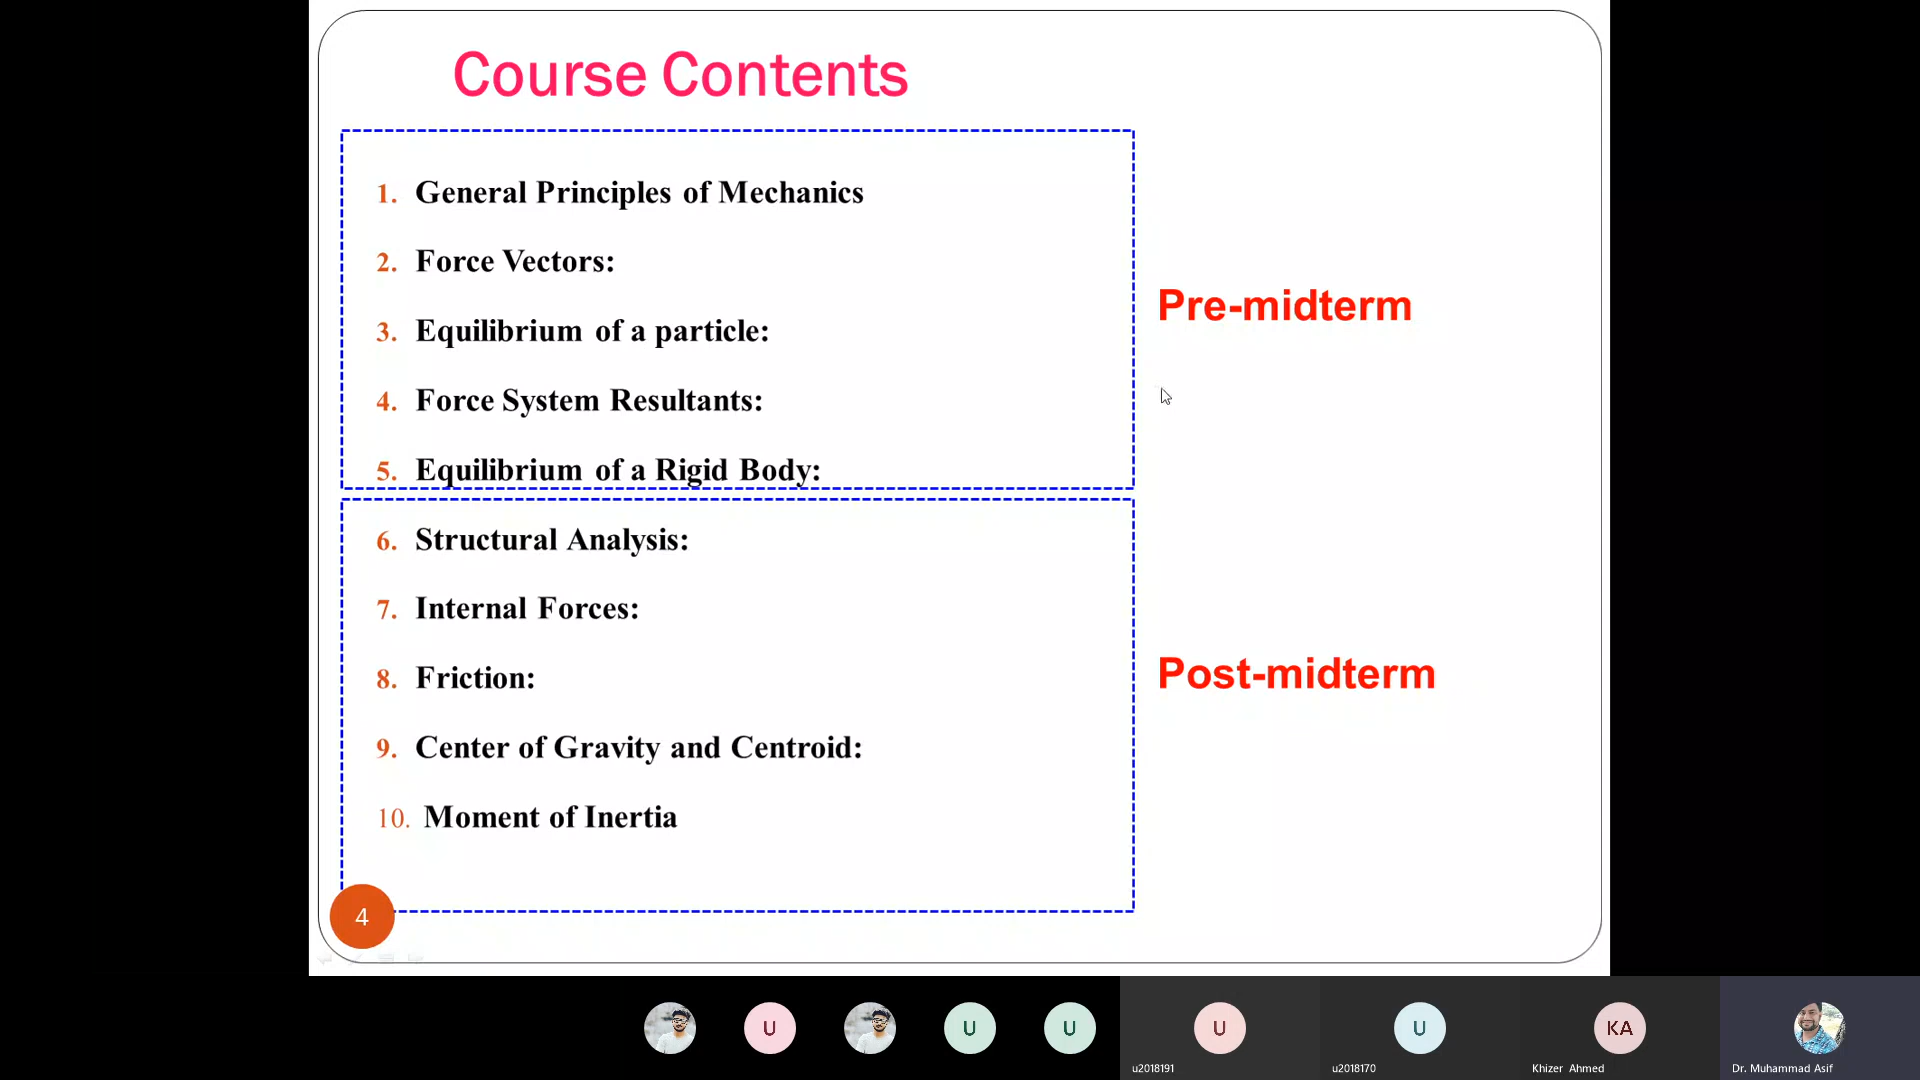 Course Contents
1. General Principles of Mechanics
2. Force Vectors:
3. Equilibrium of a particle:
4. Force System Resultants:
5. Equilibrium of a Rigid Body:
Pre-midterm
6. Structural Analysis:
7. Internal Forces:
8. Friction:
9. Center of Gravity and Centroid:
10. Moment of Inertia
Post-midterm
4
U
U
U
U
U
KA
u2018191
u2018170
Khizer Ahmed
Dr. Muhammad Asif